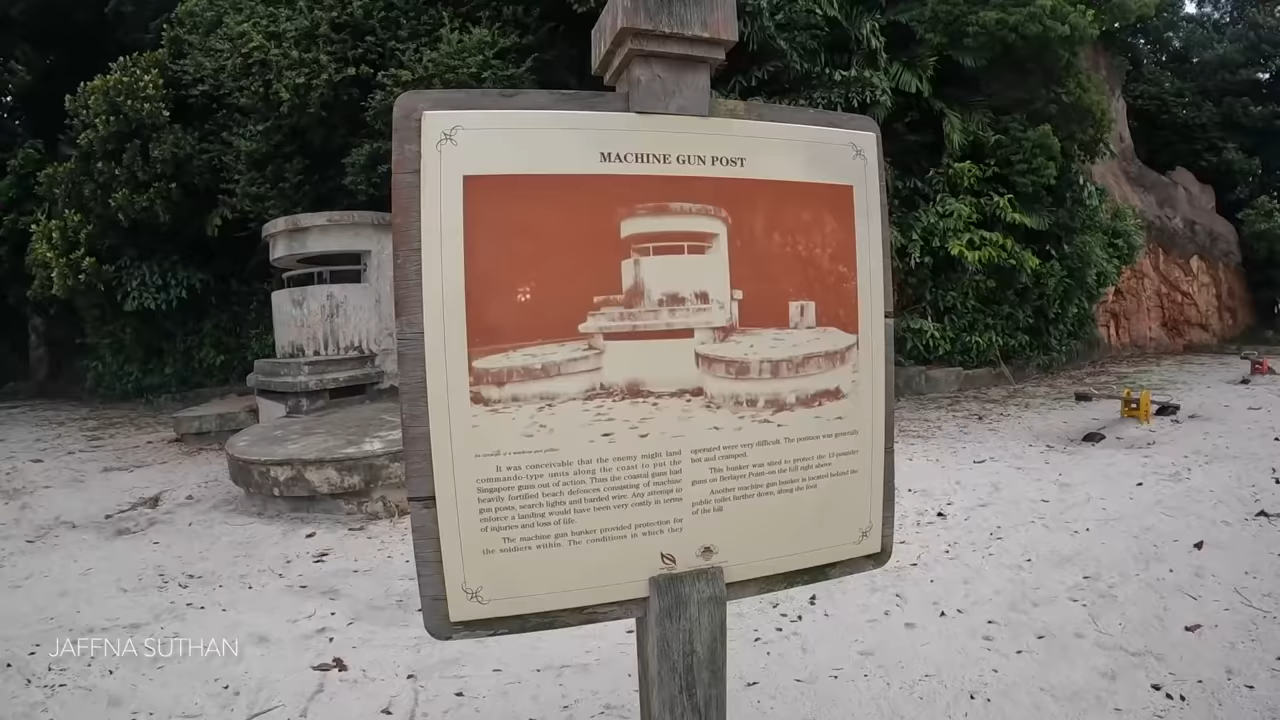 MACHINE GUN POST
An example of a machine gun pillbox
It was conceivable that the enemy might land
commando-type units along the coast to put the
Singapore guns out of action. Thus the coastal guns had
heavily fortified beach defences consisting of machine
gun posts, search lights and barbed wire. Any attempt to
enforce a landing would have been very costly in terms
of injuries and loss of life.
The machine gun bunker provided protection for
the soldiers within. The conditions in which they
operated were very difficult. The position was generally
hot and cramped.
This bunker was sited to protect the 12-pounder
guns on Berlayer Point-on the hill right above.
Another machine gun bunker is located behind the
public toilet further down, along the foot
of the hill.
JAFFNA SUTHAN